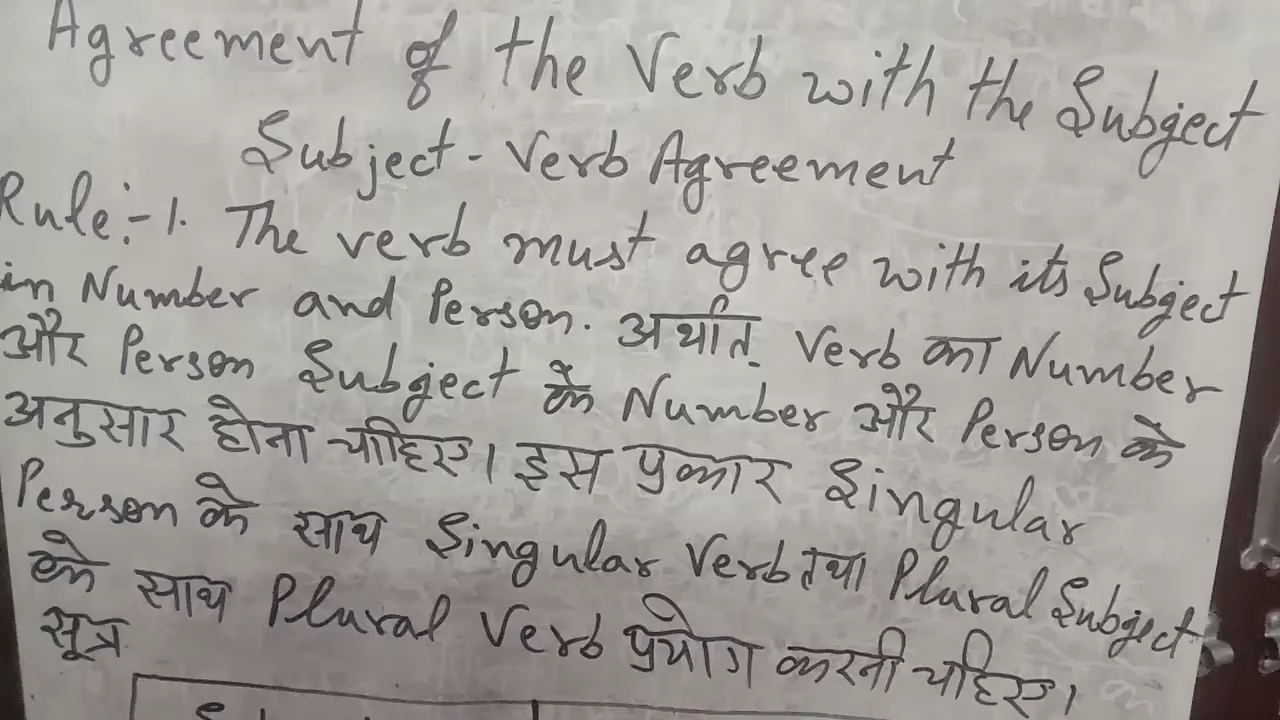 Agreement of the Verb with the Subject
Subject - Verb Agreement
Rule:-1. The verb must agree with its Subject
in Number and Person. अर्थात् Verb का Number
और Person Subject के Number और Person के
अनुसार होना चाहिए। इस प्रकार Singular
Person के साथ Singular Verb तथा Plural Subject
के साथ Plural Verb प्रयोग करनी चहिए।
सूत्र